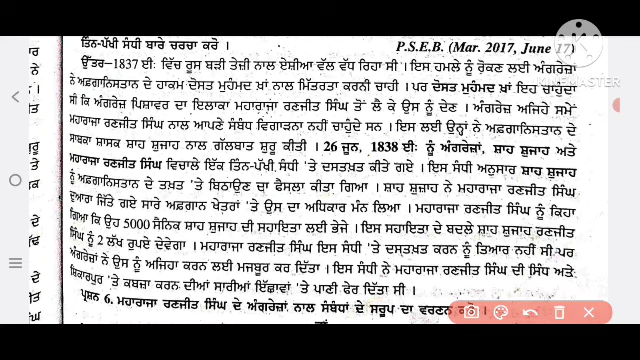 ਤਿੰਨ-ਪੱਖੀ ਸੰਧੀ ਬਾਰੇ ਚਰਚਾ ਕਰੋ ।
P.S.E.B. (Mar. 2017, June 17)
ਉੱਤਰ–1837 ਈਃ ਵਿੱਚ ਰੂਸ ਬੜੀ ਤੇਜ਼ੀ ਨਾਲ ਏਸ਼ੀਆ ਵੱਲ ਵੱਧ ਰਿਹਾ ਸੀ । ਇਸ ਹਮਲੇ ਨੂੰ ਰੋਕਣ ਲਈ ਅੰਗਰੇਜ਼ਾਂ
ਨੇ ਅਫ਼ਗਾਨਿਸਤਾਨ ਦੇ ਹਾਕਮ ਦੋਸਤ ਮੁਹੰਮਦ ਖ਼ਾਂ ਨਾਲ ਮਿੱਤਰਤਾ ਕਰਨੀ ਚਾਹੀ । ਪਰ ਦੋਸਤ ਮੁਹੰਮਦ ਖ਼ਾਂ ਇਹ ਚਾਹੁੰਦਾ
ਸੀ ਕਿ ਅੰਗਰੇਜ਼ ਪਿਸ਼ਾਵਰ ਦਾ ਇਲਾਕਾ ਮਹਾਰਾਜਾ ਰਣਜੀਤ ਸਿੰਘ ਤੋਂ ਲੈ ਕੇ ਉਸ ਨੂੰ ਦੇਣ । ਅੰਗਰੇਜ਼ ਅਜਿਹੇ ਸਮੇਂ
ਮਹਾਰਾਜਾ ਰਣਜੀਤ ਸਿੰਘ ਨਾਲ ਆਪਣੇ ਸੰਬੰਧ ਵਿਗਾੜਨਾ ਨਹੀਂ ਚਾਹੁੰਦੇ ਸਨ । ਇਸ ਲਈ ਉਨ੍ਹਾਂ ਨੇ ਅਫ਼ਗਾਨਿਸਤਾਨ ਦੇ
ਸਾਬਕਾ ਸ਼ਾਸਕ ਸ਼ਾਹ ਸ਼ੁਜਾਹ ਨਾਲ ਗੱਲਬਾਤ ਸ਼ੁਰੂ ਕੀਤੀ । 26 ਜੂਨ, 1838 ਈਃ ਨੂੰ ਅੰਗਰੇਜ਼ਾਂ, ਸ਼ਾਹ ਸ਼ੁਜਾਹ ਅਤੇ
ਮਹਾਰਾਜਾ ਰਣਜੀਤ ਸਿੰਘ ਵਿਚਾਲੇ ਇੱਕ ਤਿੰਨ-ਪੱਖੀ ਸੰਧੀ 'ਤੇ ਦਸਤਖ਼ਤ ਕੀਤੇ ਗਏ । ਇਸ ਸੰਧੀ ਅਨੁਸਾਰ ਸ਼ਾਹ ਸ਼ੁਜਾਹ
ਨੂੰ ਅਫ਼ਗਾਨਿਸਤਾਨ ਦੇ ਤਖ਼ਤ 'ਤੇ ਬਿਠਾਉਣ ਦਾ ਫੈਸਲਾ ਕੀਤਾ ਗਿਆ । ਸ਼ਾਹ ਸ਼ੁਜਾਹ ਨੇ ਮਹਾਰਾਜਾ ਰਣਜੀਤ ਸਿੰਘ
ਦੁਆਰਾ ਜਿੱਤੇ ਗਏ ਸਾਰੇ ਅਫਗਾਨ ਖੇਤਰਾਂ 'ਤੇ ਉਸ ਦਾ ਅਧਿਕਾਰ ਮੰਨ ਲਿਆ । ਮਹਾਰਾਜਾ ਰਣਜੀਤ ਸਿੰਘ ਨੂੰ ਕਿਹਾ
ਗਿਆ ਕਿ ਉਹ 5000 ਸੈਨਿਕ ਸ਼ਾਹ ਸ਼ੁਜਾਹ ਦੀ ਸਹਾਇਤਾ ਲਈ ਭੇਜੇ । ਇਸ ਸਹਾਇਤਾ ਦੇ ਬਦਲੇ ਸ਼ਾਹ ਸ਼ੁਜਾਹ ਰਣਜੀਤ
ਸਿੰਘ ਨੂੰ 2 ਲੱਖ ਰੁਪਏ ਦੇਵੇਗਾ । ਮਹਾਰਾਜਾ ਰਣਜੀਤ ਸਿੰਘ ਇਸ ਸੰਧੀ 'ਤੇ ਦਸਤਖ਼ਤ ਕਰਨ ਨੂੰ ਤਿਆਰ ਨਹੀਂ ਸੀ ਪਰ
ਅੰਗਰੇਜ਼ਾਂ ਨੇ ਉਸ ਨੂੰ ਅਜਿਹਾ ਕਰਨ ਲਈ ਮਜਬੂਰ ਕਰ ਦਿੱਤਾ । ਇਸ ਸੰਧੀ ਨੇ ਮਹਾਰਾਜਾ ਰਣਜੀਤ ਸਿੰਘ ਦੀ ਸਿੰਧ ਅਤੇ
ਸ਼ਿਕਾਰਪੁਰ 'ਤੇ ਕਬਜ਼ਾ ਕਰਨ ਦੀਆਂ ਸਾਰੀਆਂ ਇੱਛਾਵਾਂ 'ਤੇ ਪਾਣੀ ਫੇਰ ਦਿੱਤਾ ਸੀ ।
ਪ੍ਰਸ਼ਨ 6. ਮਹਾਰਾਜਾ ਰਣਜੀਤ ਸਿੰਘ ਦੇ ਅੰਗਰੇਜ਼ਾਂ ਨਾਲ ਸੰਬੰਧਾਂ ਦੇ ਸਰੂਪ ਦਾ ਵਰਣਨ ਕਰੋ ।
KINEMASTER